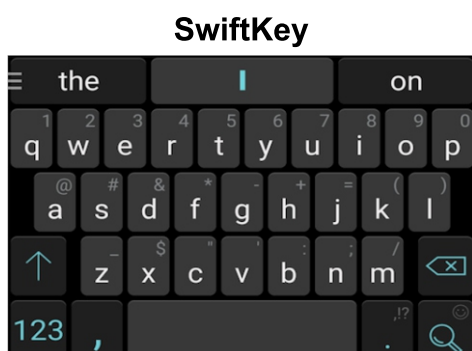 SwiftKey
the I on
1 2 3 4 5 6 7 8 9 0
q w e r t y u i o p
@ # & * - + = ( )
a s d f g h j k l
_ $ " ' : ; /
z x c v b n m
,!?
123 , .